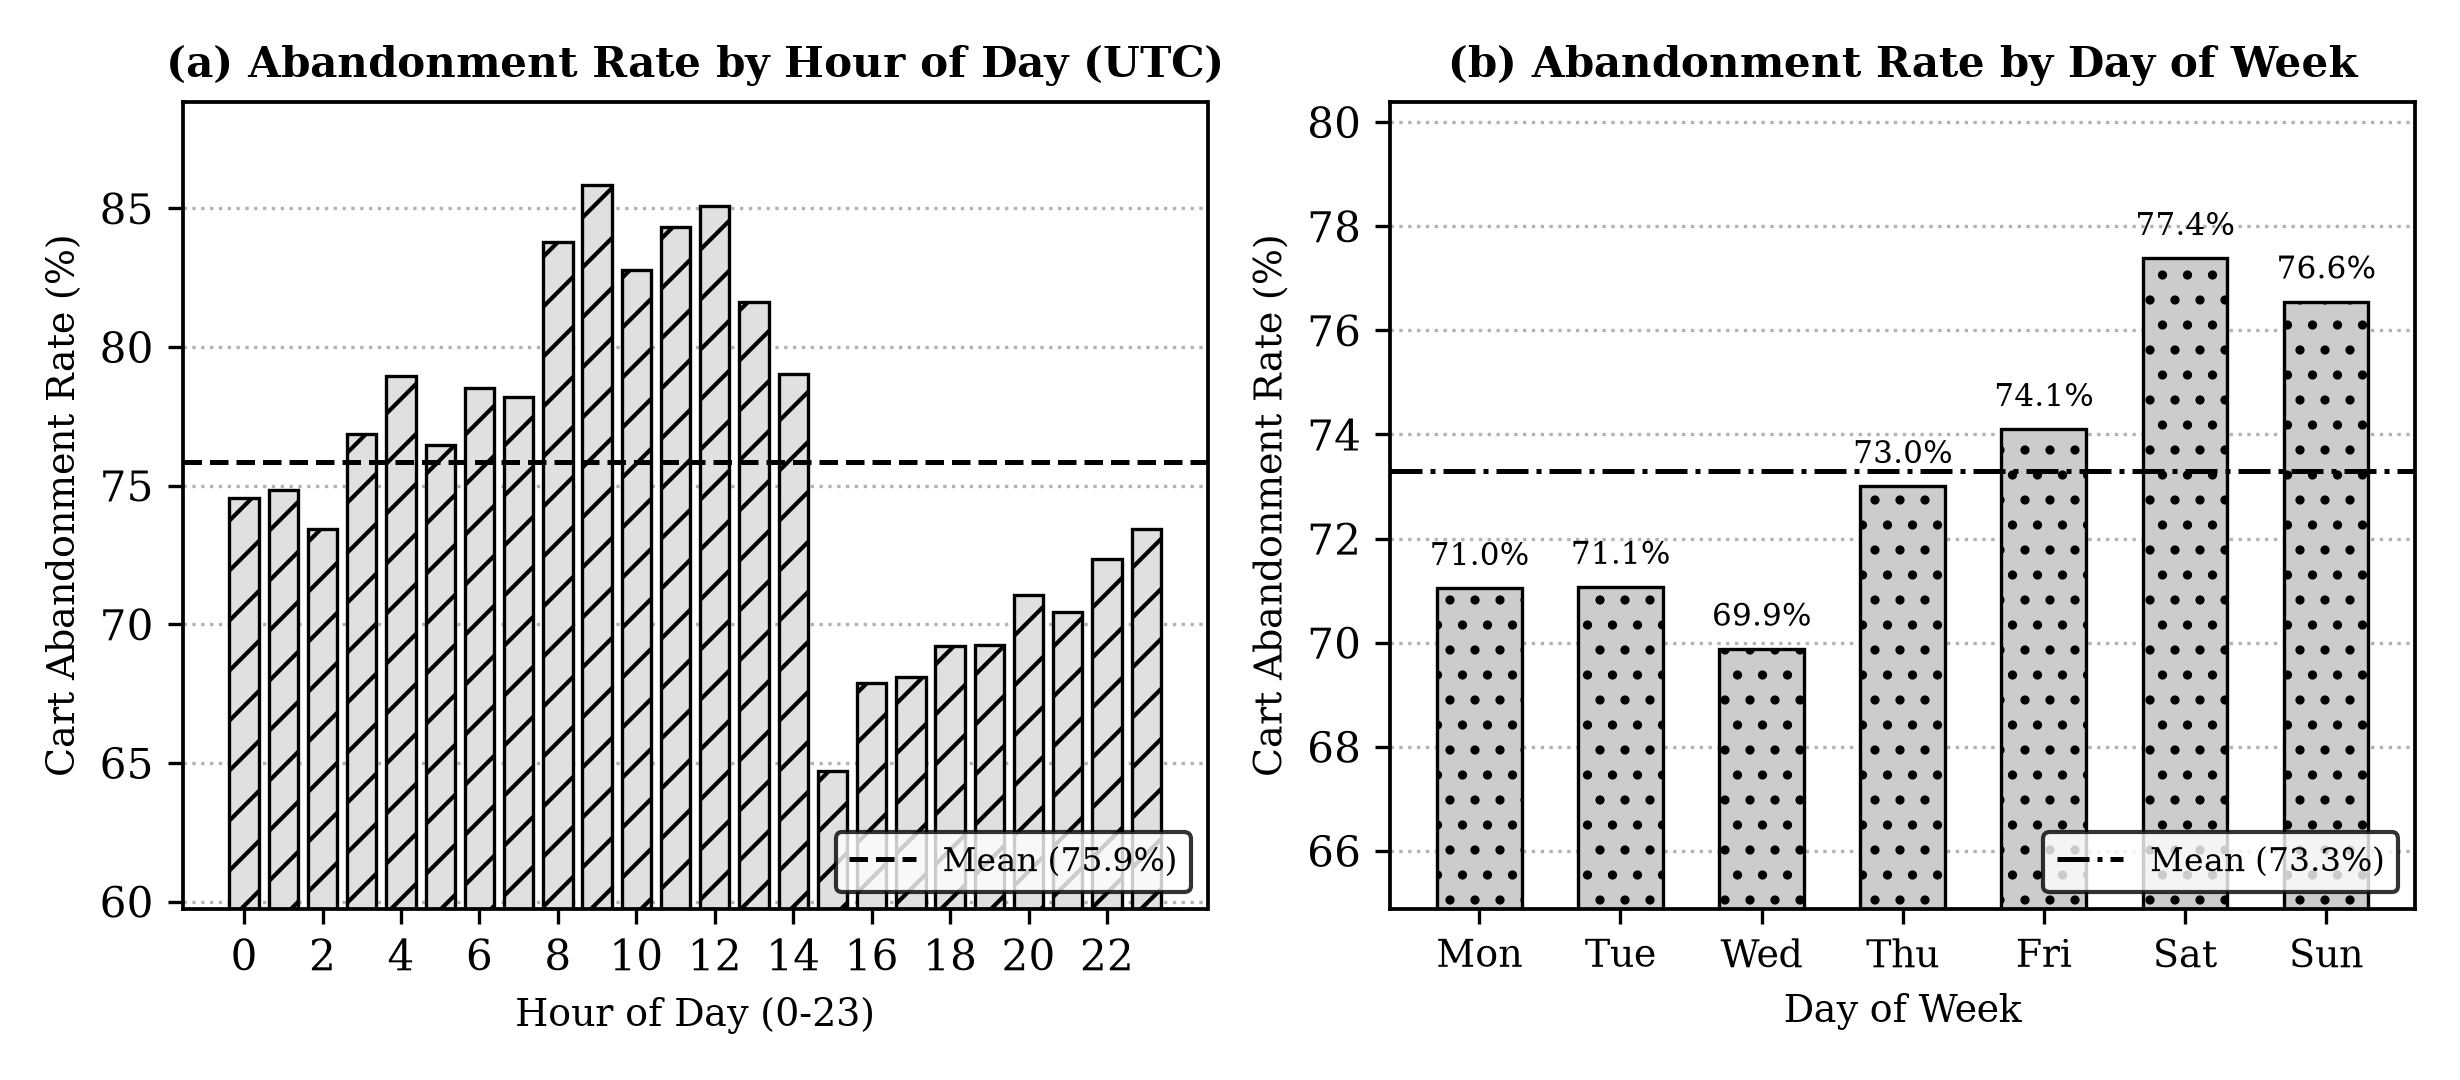 (a) Abandonment Rate by Hour of Day (UTC)
Cart Abandonment Rate (%)
85
80
75
70
65
60
0 2 4 6 8 10 12 14 16 18 20 22
Hour of Day (0-23)
Mean (75.9%)
(b) Abandonment Rate by Day of Week
Cart Abandonment Rate (%)
80
78
76
74
72
70
68
66
71.0%
71.1%
69.9%
73.0%
74.1%
77.4%
76.6%
Mon Tue Wed Thu Fri Sat Sun
Day of Week
Mean (73.3%)